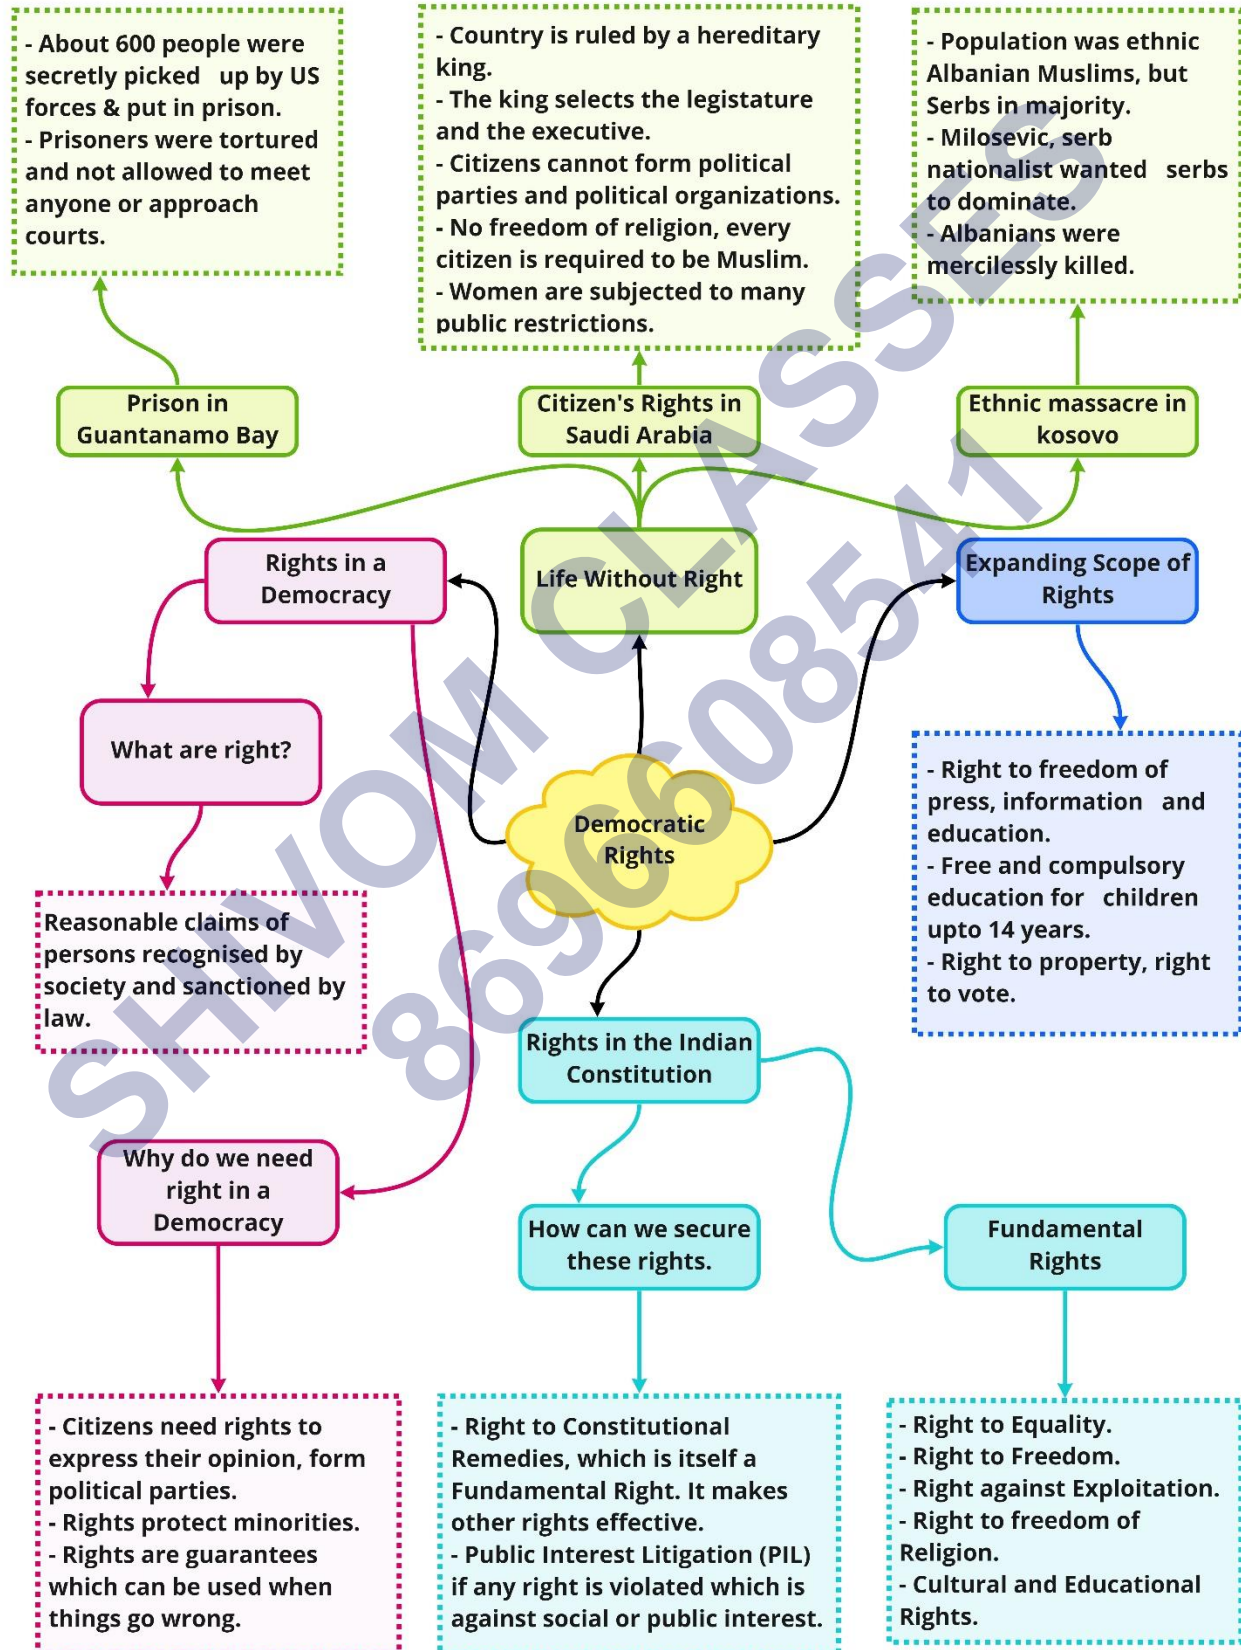 - About 600 people were
secretly picked up by US
forces & put in prison.
- Prisoners were tortured
and not allowed to meet
anyone or approach
courts.
- Country is ruled by a hereditary
king.
- The king selects the legistature
and the executive.
- Citizens cannot form political
parties and political organizations.
- No freedom of religion, every
citizen is required to be Muslim.
- Women are subjected to many
public restrictions.
- Population was ethnic
Albanian Muslims, but
Serbs in majority.
- Milosevic, serb
nationalist wanted serbs
to dominate.
- Albanians were
mercilessly killed.
Prison in
Guantanamo Bay
Citizen's Rights in
Saudi Arabia
Ethnic massacre in
kosovo
Rights in a
Democracy
Life Without Right
Expanding Scope of
Rights
What are right?
Democratic
Rights
- Right to freedom of
press, information and
education.
- Free and compulsory
education for children
upto 14 years.
- Right to property, right
to vote.
Reasonable claims of
persons recognised by
society and sanctioned by
law.
Rights in the Indian
Constitution
Why do we need
right in a
Democracy
How can we secure
these rights.
Fundamental
Rights
- Citizens need rights to
express their opinion, form
political parties.
- Rights protect minorities.
- Rights are guarantees
which can be used when
things go wrong.
- Right to Constitutional
Remedies, which is itself a
Fundamental Right. It makes
other rights effective.
- Public Interest Litigation (PIL)
if any right is violated which is
against social or public interest.
- Right to Equality.
- Right to Freedom.
- Right against Exploitation.
- Right to freedom of
Religion.
- Cultural and Educational
Rights.
SHIVOM CLASSES
8696608541